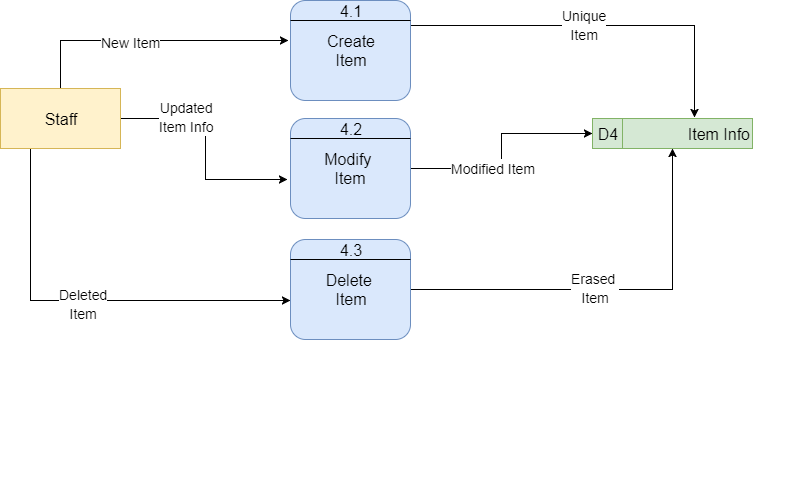 4.1
Create
Item
Unique
Item
New Item
Staff
Updated
Item Info
4.2
Modify
Item
Modified Item
D4
Item Info
4.3
Delete
Item
Deleted
Item
Erased
Item